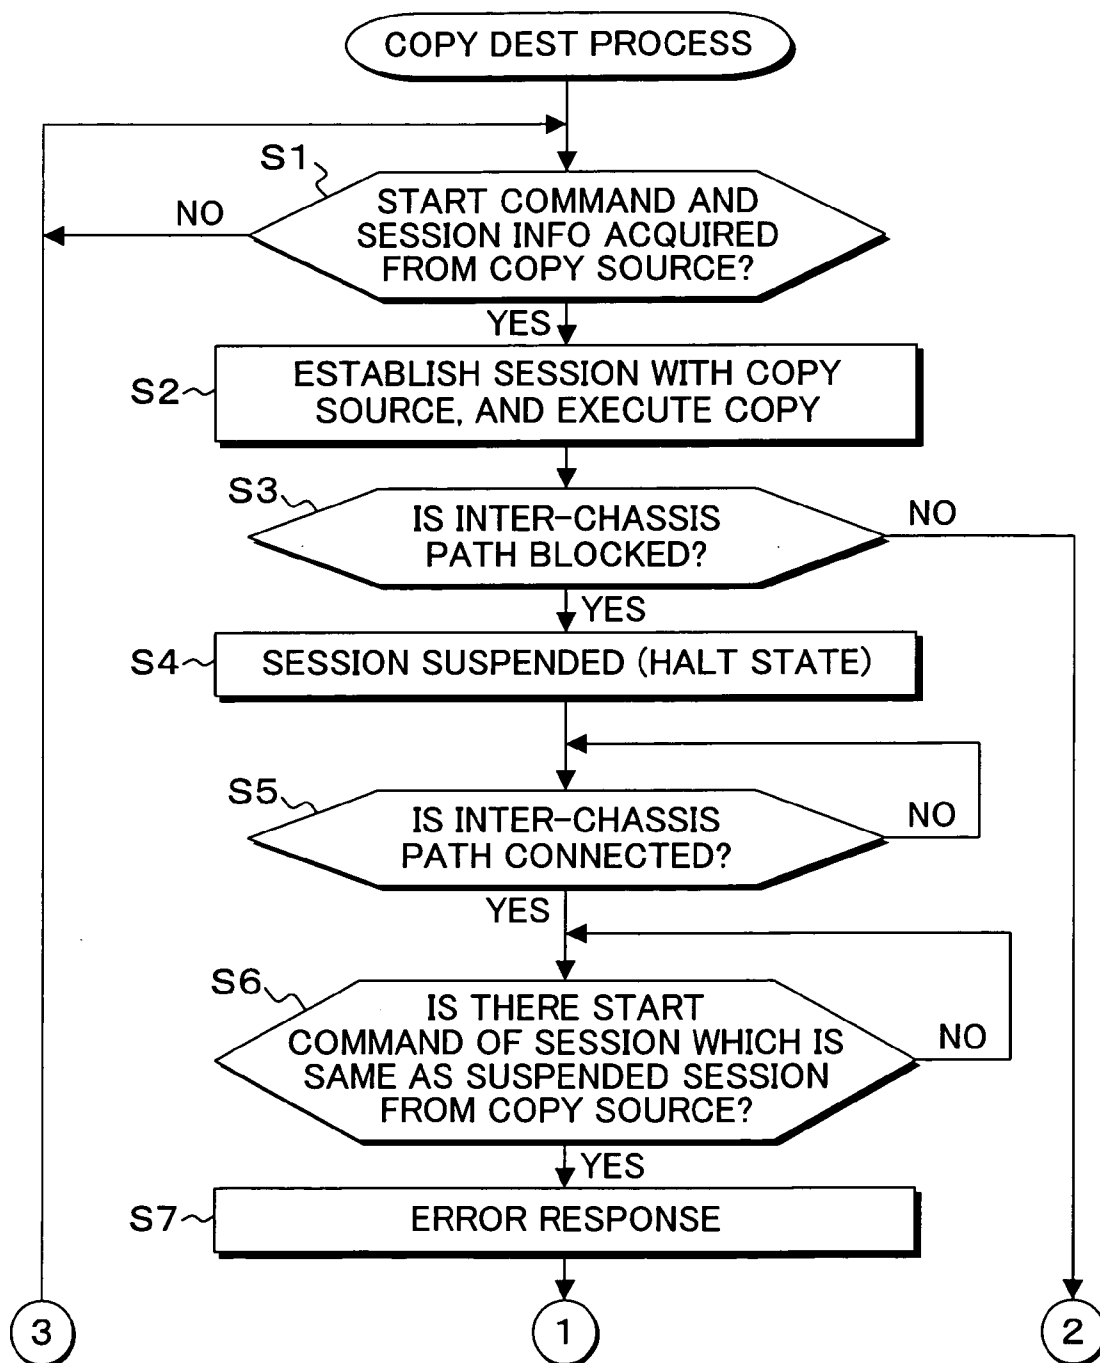 COPY DEST PROCESS
S1
NO
START COMMAND AND
SESSION INFO ACQUIRED
FROM COPY SOURCE?
YES
S2
ESTABLISH SESSION WITH COPY
SOURCE, AND EXECUTE COPY
S3
IS INTER-CHASSIS
PATH BLOCKED?
NO
YES
S4
SESSION SUSPENDED (HALT STATE)
S5
IS INTER-CHASSIS
PATH CONNECTED?
NO
YES
S6
IS THERE START
COMMAND OF SESSION WHICH IS
SAME AS SUSPENDED SESSION
FROM COPY SOURCE?
NO
YES
S7
ERROR RESPONSE
3
1
2